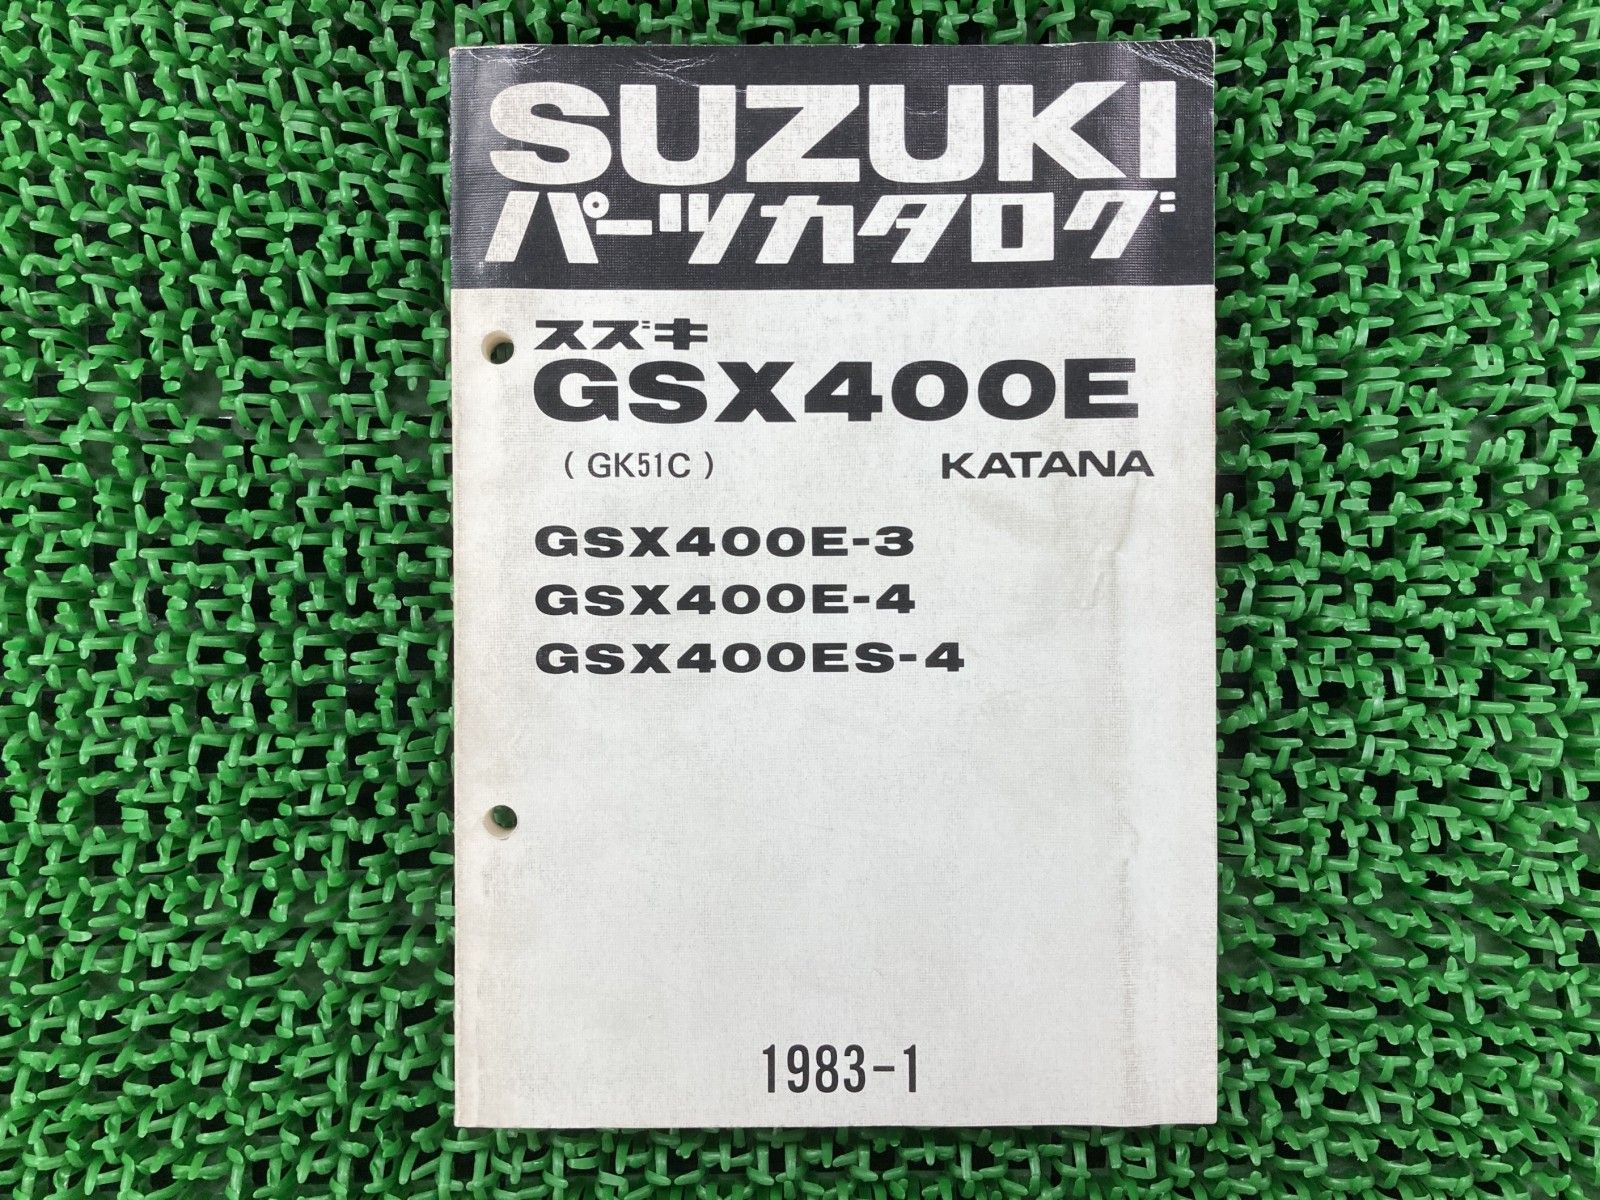 SUZUKI
パーツカタログ
スズキ
GSX400E
(GK51C) KATANA
GSX400E-3
GSX400E-4
GSX400ES-4
1983-1